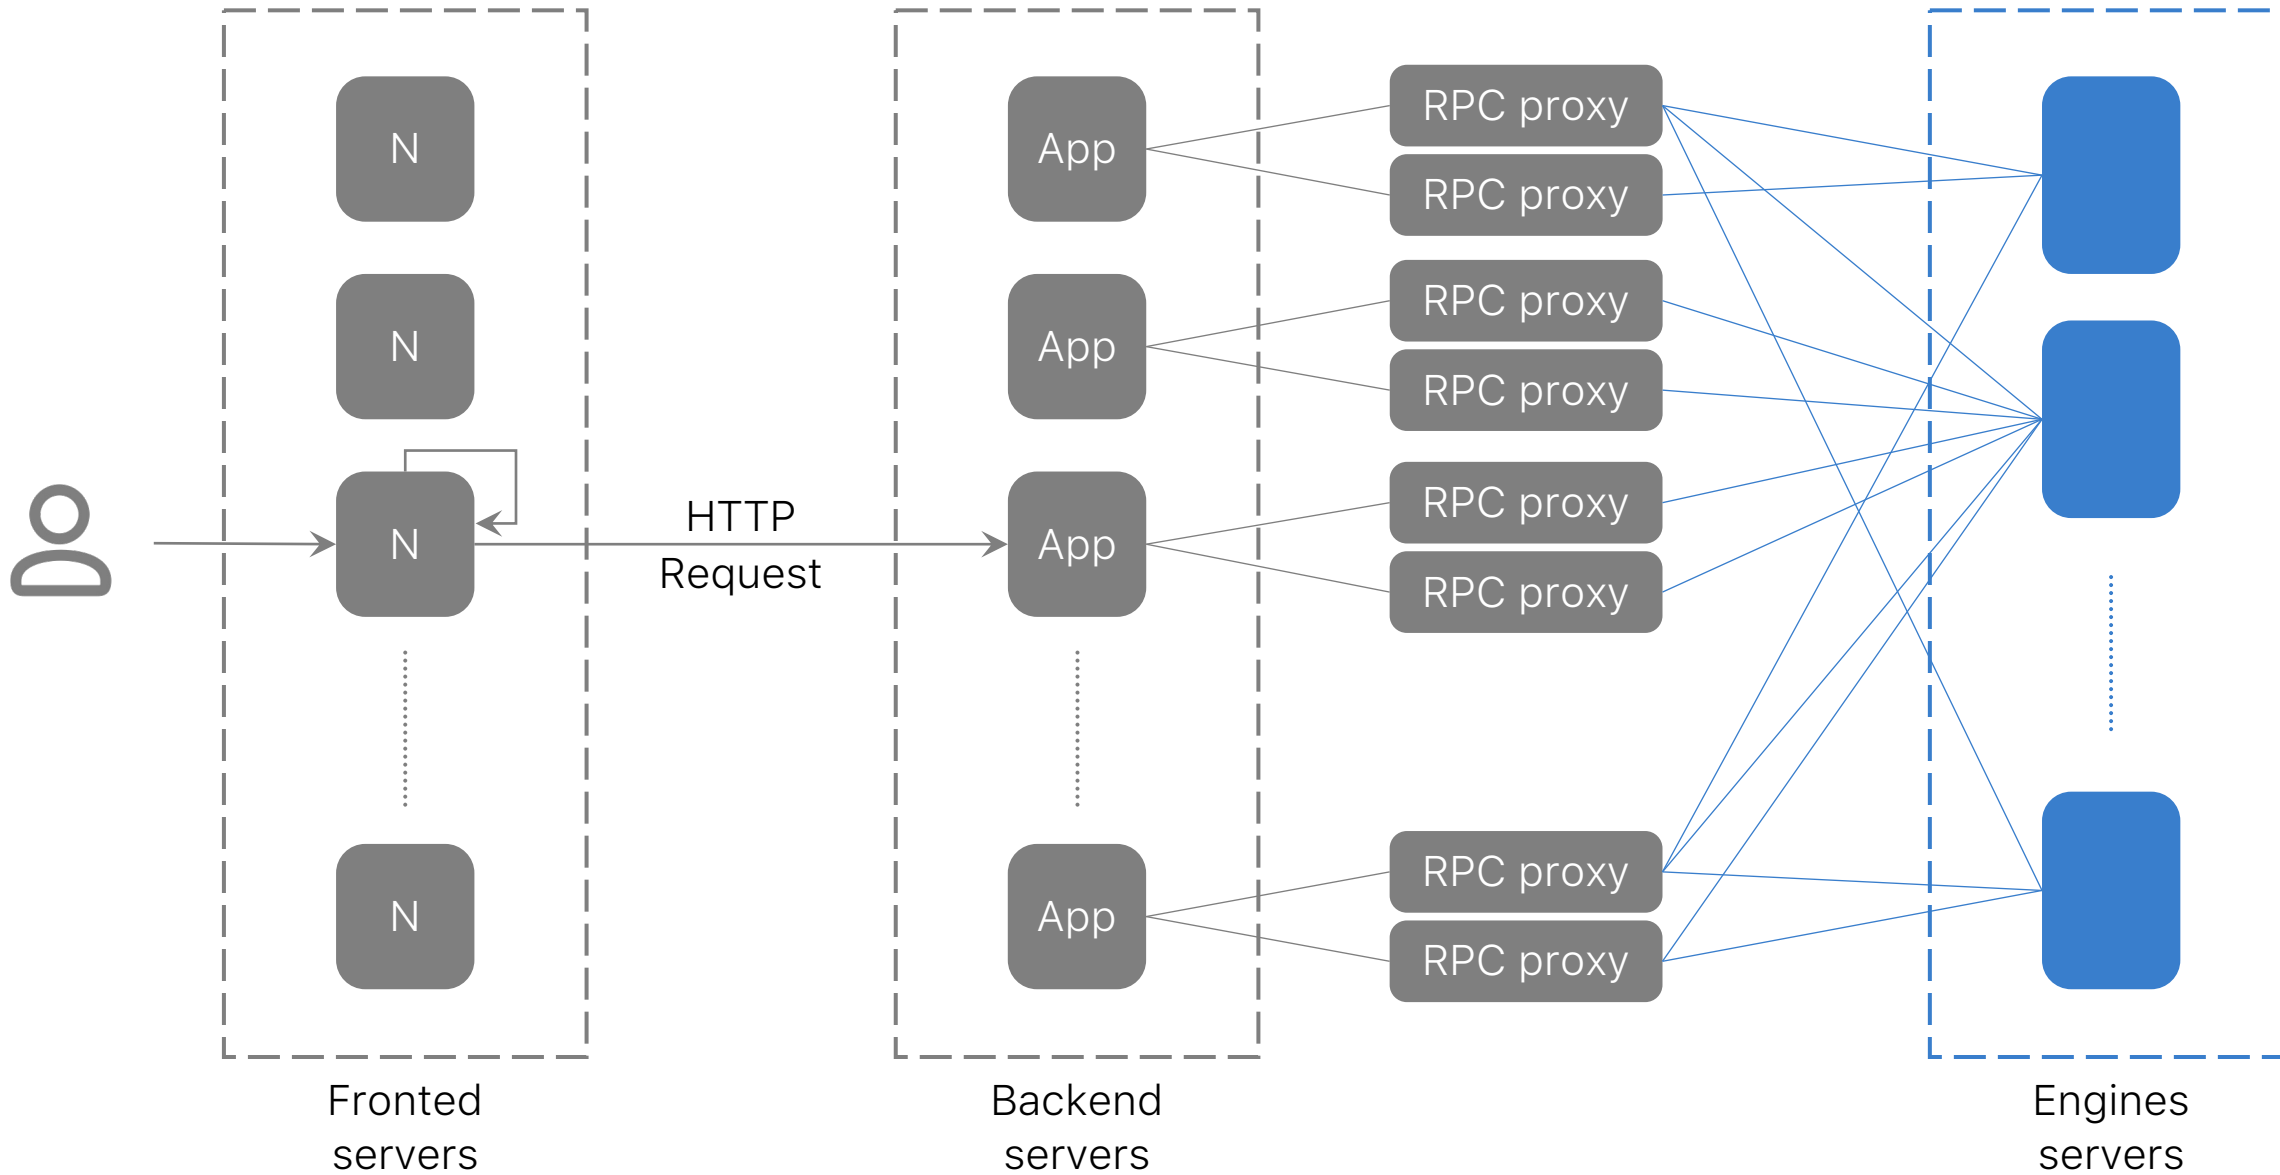 N
N
N
N
HTTP
Request
App
App
App
App
RPC proxy
RPC proxy
RPC proxy
RPC proxy
RPC proxy
RPC proxy
RPC proxy
RPC proxy
Fronted
servers
Backend
servers
Engines
servers